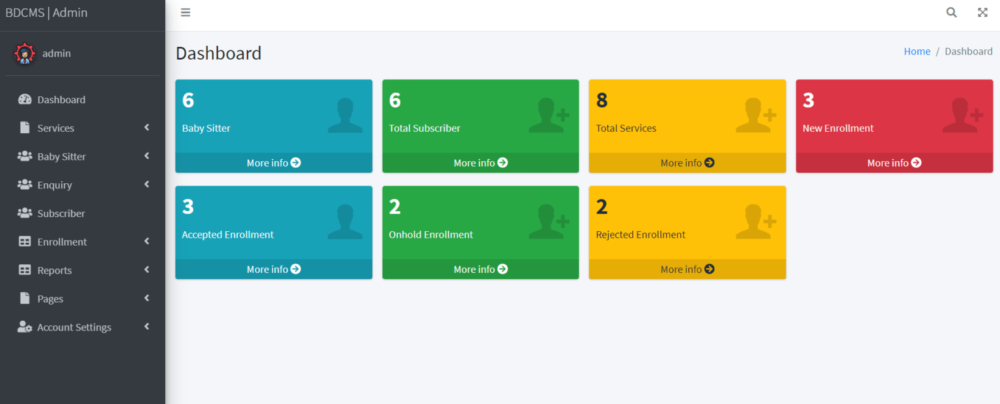 BDCMS | Admin
admin
Dashboard
Services
Baby Sitter
Enquiry
Subscriber
Enrollment
Reports
Pages
Account Settings
Dashboard
Home / Dashboard
6
Baby Sitter
More info
6
Total Subscriber
More info
8
Total Services
More info
3
New Enrollment
More info
3
Accepted Enrollment
More info
2
Onhold Enrollment
More info
2
Rejected Enrollment
More info